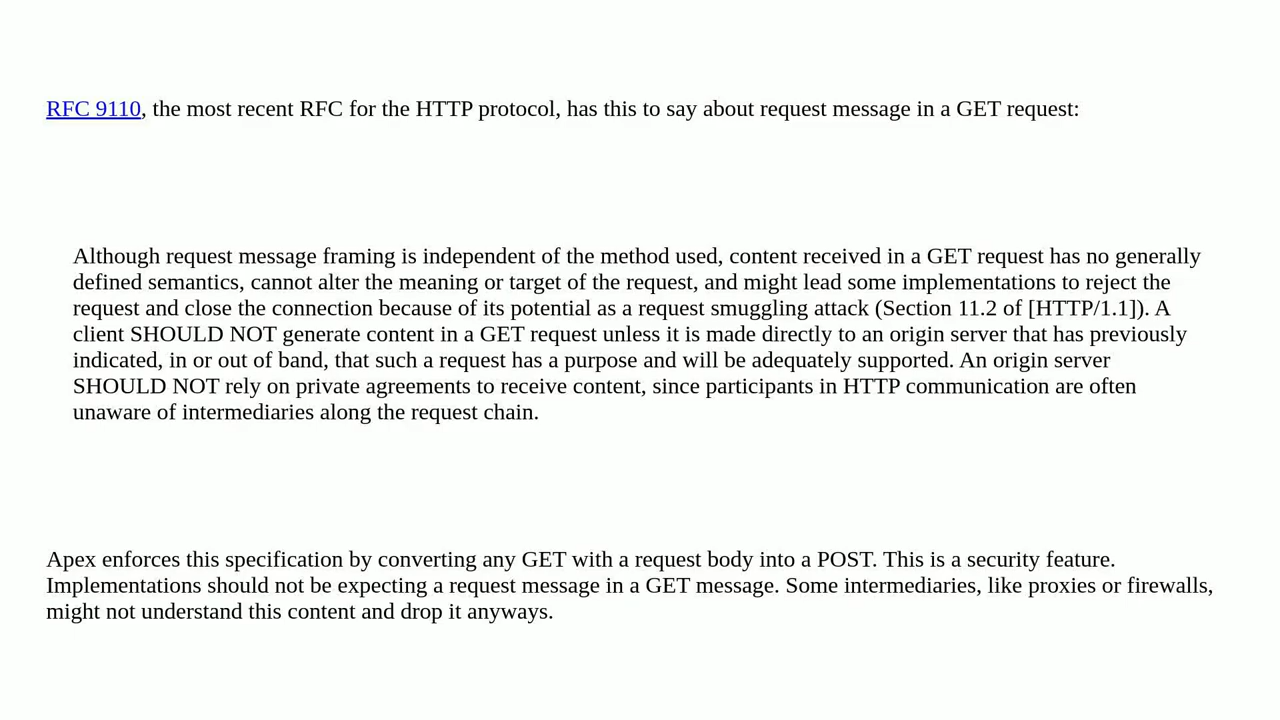 RFC 9110, the most recent RFC for the HTTP protocol, has this to say about request message in a GET request:
Although request message framing is independent of the method used, content received in a GET request has no generally
defined semantics, cannot alter the meaning or target of the request, and might lead some implementations to reject the
request and close the connection because of its potential as a request smuggling attack (Section 11.2 of [HTTP/1.1]). A
client SHOULD NOT generate content in a GET request unless it is made directly to an origin server that has previously
indicated, in or out of band, that such a request has a purpose and will be adequately supported. An origin server
SHOULD NOT rely on private agreements to receive content, since participants in HTTP communication are often
unaware of intermediaries along the request chain.
Apex enforces this specification by converting any GET with a request body into a POST. This is a security feature.
Implementations should not be expecting a request message in a GET message. Some intermediaries, like proxies or firewalls,
might not understand this content and drop it anyways.